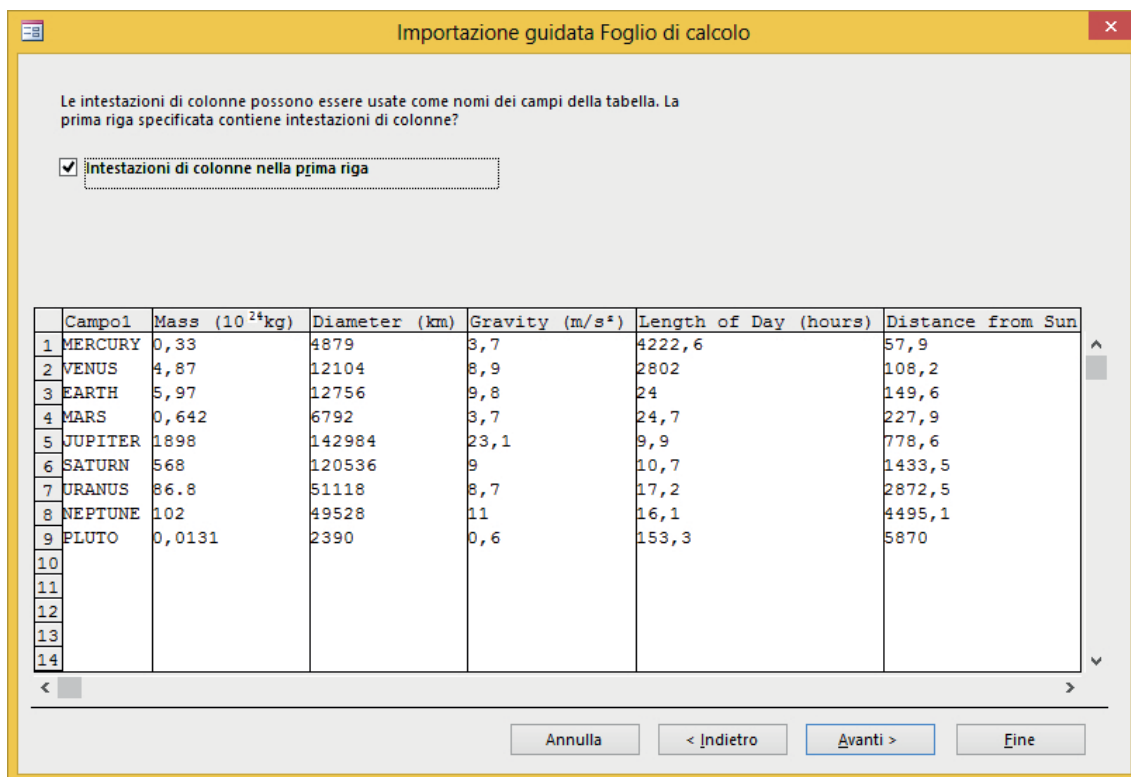 Importazione guidata Foglio di calcolo
Le intestazioni di colonne possono essere usate come nomi dei campi della tabella. La
prima riga specificata contiene intestazioni di colonne?
Intestazioni di colonne nella prima riga
Campo1 Mass (10²⁴kg) Diameter (km) Gravity (m/s²) Length of Day (hours) Distance from Sun
1 MERCURY 0,33 4879 3,7 4222,6 57,9
2 VENUS 4,87 12104 8,9 2802 108,2
3 EARTH 5,97 12756 9,8 24 149,6
4 MARS 0,642 6792 3,7 24,7 227,9
5 JUPITER 1898 142984 23,1 9,9 778,6
6 SATURN 568 120536 9 10,7 1433,5
7 URANUS 86.8 51118 8,7 17,2 2872,5
8 NEPTUNE 102 49528 11 16,1 4495,1
9 PLUTO 0,0131 2390 0,6 153,3 5870
10
11
12
13
14
Annulla < Indietro Avanti > Fine